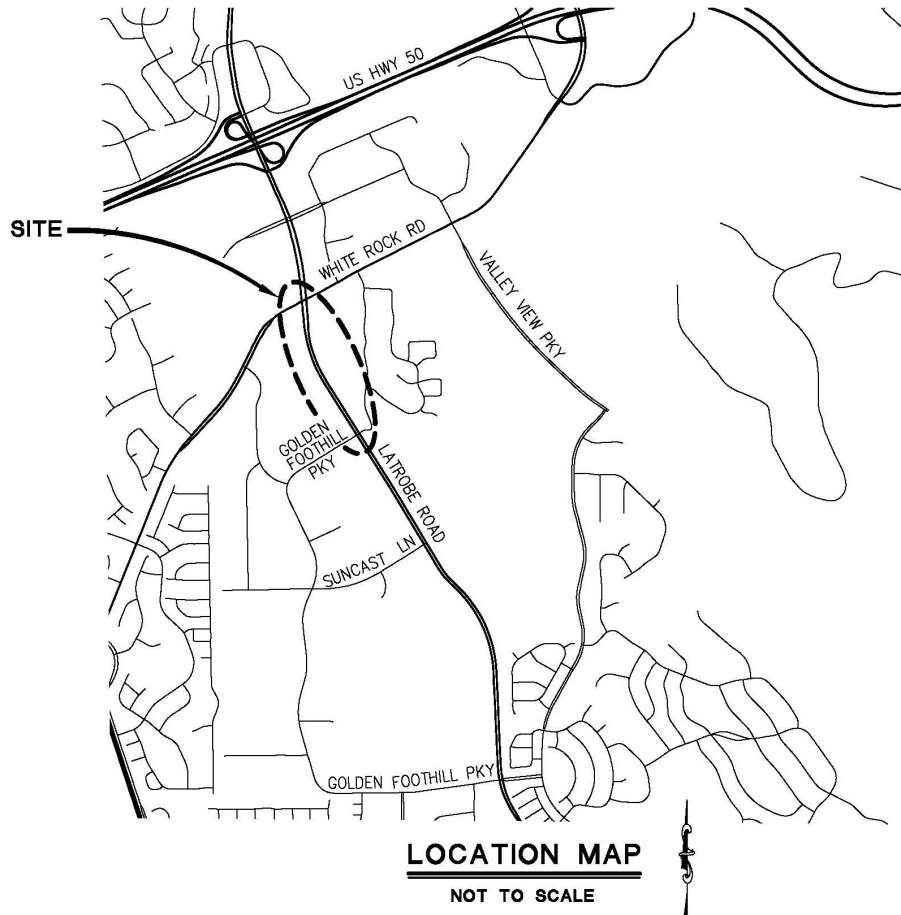 US HWY 50
SITE
WHITE ROCK RD
VALLEY VIEW PKY
GOLDEN
FOOTHILL
PKY
LATROBE ROAD
SUNCAST LN
GOLDEN FOOTHILL PKY
LOCATION MAP
NOT TO SCALE